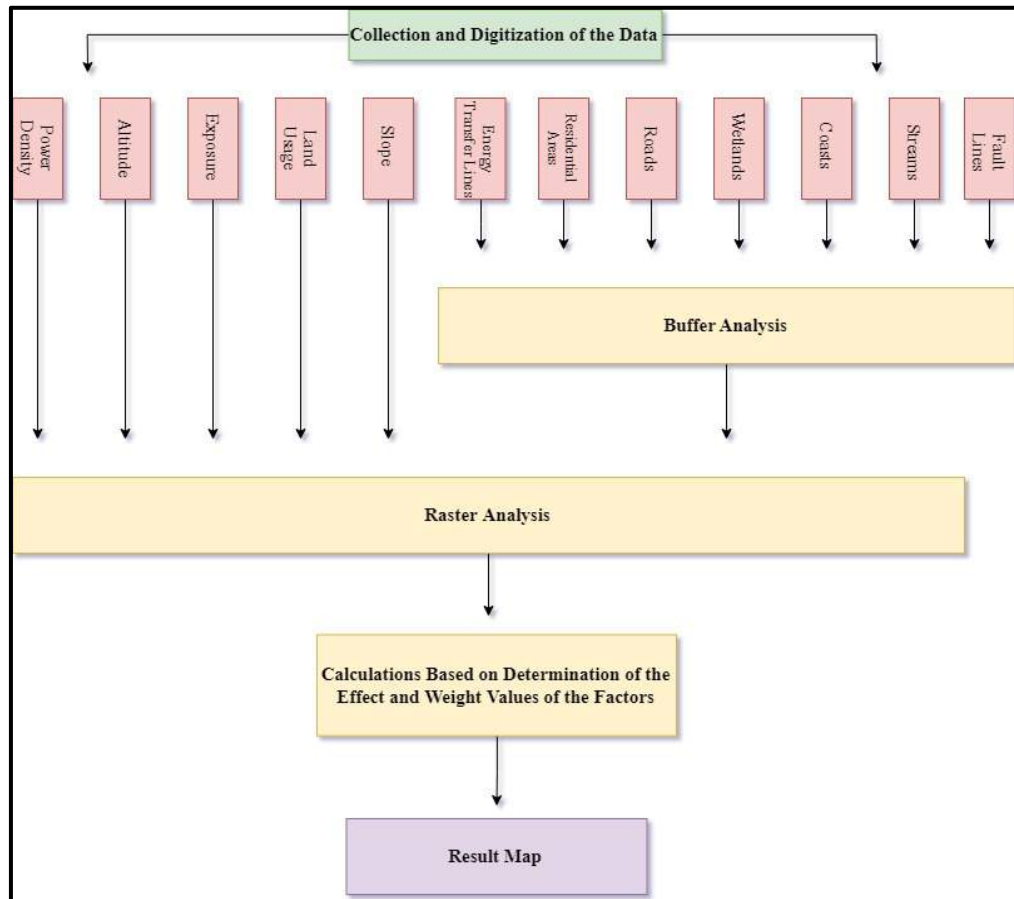 Collection and Digitization of the Data
Power
Density
Altitude
Exposure
Land
Usage
Slope
Energy
Transfer Lines
Residential
Areas
Roads
Wetlands
Coasts
Streams
Fault
Lines
Buffer Analysis
Raster Analysis
Calculations Based on Determination of the
Effect and Weight Values of the Factors
Result Map